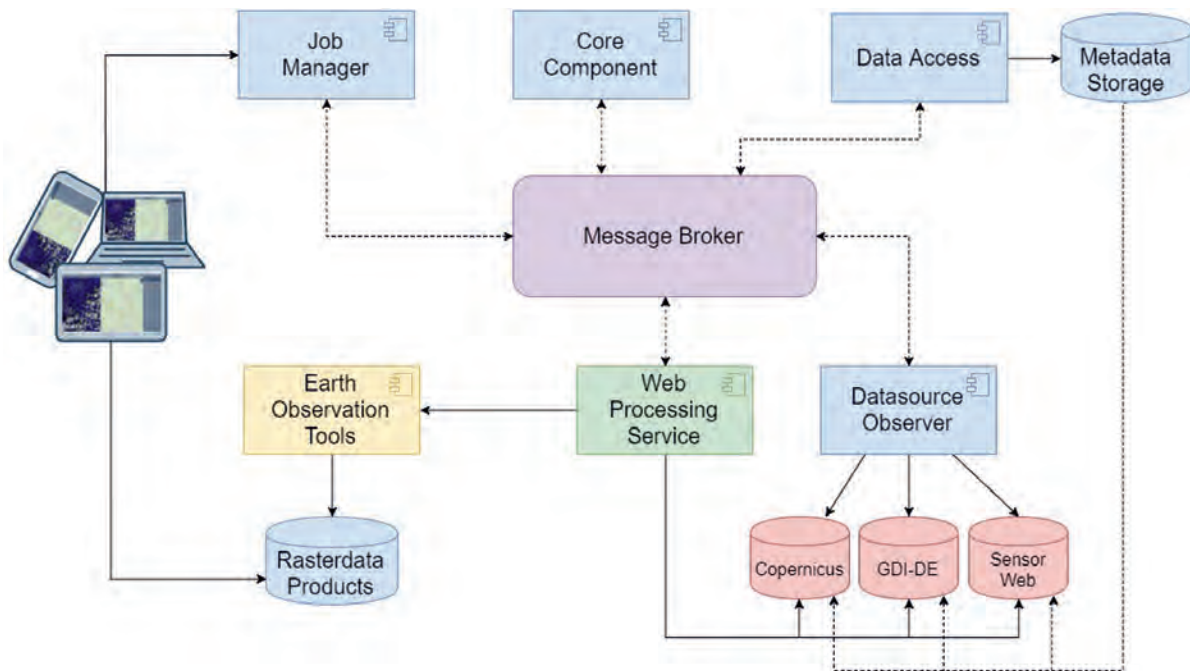 Job
Manager
Core
Component
Data Access
Metadata
Storage
Message Broker
Earth
Observation
Tools
Web
Processing
Service
Datasource
Observer
Rasterdata
Products
Copernicus
GDI-DE
Sensor
Web